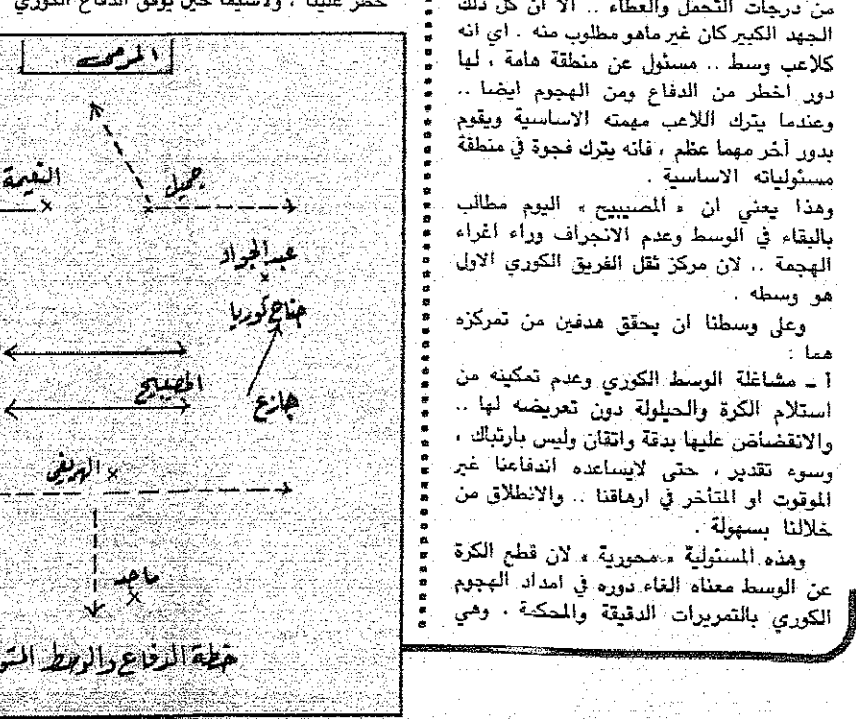 من درجات التحمل والعطاء .. الا ان كل ذلك
الجهد الكبير كان غير ماهو مطلوب منه . اي انه
كلاعب وسط .. مسئول عن منطقة هامة ، لها
دور اخطر من الدفاع ومن الهجوم ايضا ..
وعندما يترك اللاعب مهمته الاساسية ويقوم
بدور آخر مهما عظم ، فانه يترك فجوة في منطقة
مسئولياته الاساسية .
وهذا يعني ان « المصيبيح » اليوم مطالب
بالبقاء في الوسط وعدم الانجراف وراء اغراء
الهجمة .. لان مركز ثقل الفريق الكوري الاول
هو وسطه .
وعلى وسطنا ان يحقق هدفين من تمركزه
هما :
أ ـ مشاغلة الوسط الكوري وعدم تمكينه من
استلام الكرة والحيلولة دون تعريضه لها ..
والانقضاض عليها بدقة واتقان وليس بارتباك ،
وسوء تقدير ، حتى لايساعده اندفاعنا غير
الموقوت او المتأخر في ارهاقنا .. والانطلاق من
خلالنا بسهولة .
وهذه المسئولية « محورية » لان قطع الكرة
عن الوسط معناه الغاء دوره في امداد الهجوم
الكوري بالتمريرات الدقيقة والمحكمة . وهي
خطر علينا ، ولاسيما حين يوفق الدفاع الكوري
المرمى
النعيمة
جميل
عبدالجواد
جناح كوريا
المصيبيح
جازع
الهريفي
ماجد
خطة الدفاع والوسط